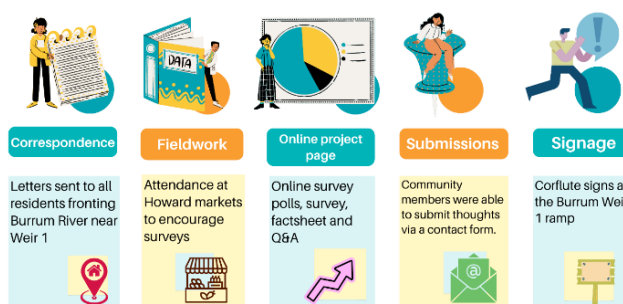 DATA
Correspondence
Fieldwork
Online project
page
Submissions
Signage
Letters sent to all
residents fronting
Burrum River near
Weir 1
Attendance at
Howard markets
to encourage
surveys
Online survey
polls, survey,
factsheet and
Q&A
Community
members were able
to submit thoughts
via a contact form.
Corflute signs a
the Burrum Wei
1 ramp
@